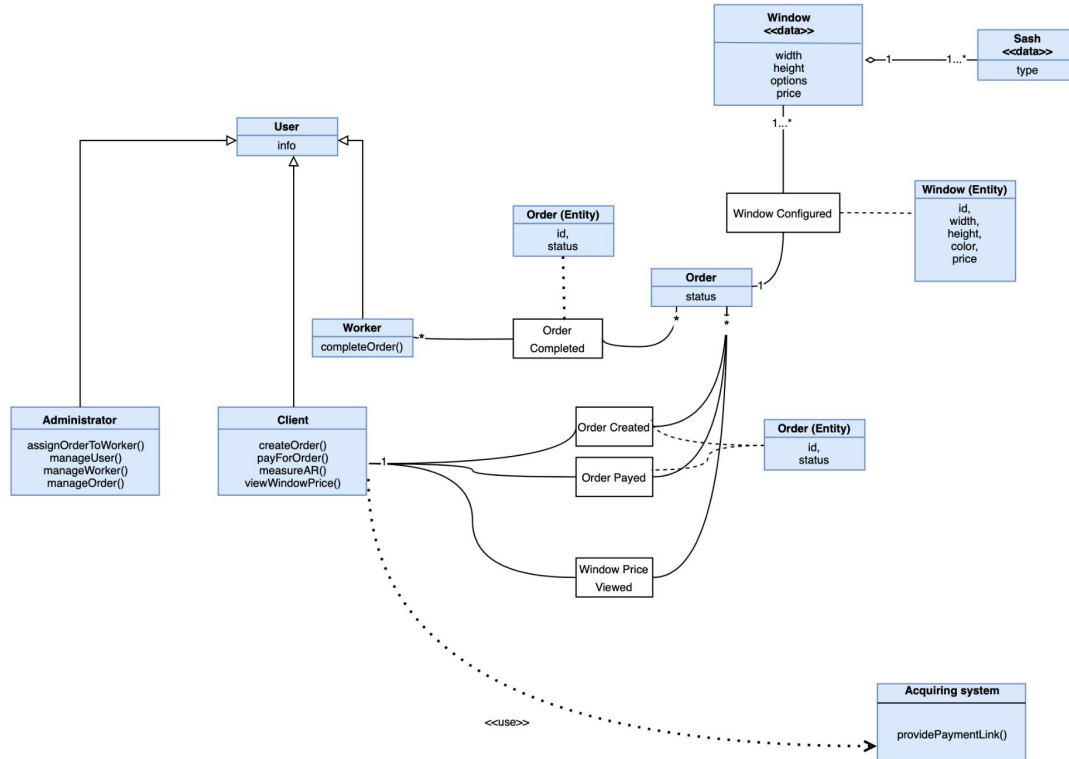 Window
<<data>>
width
height
options
price
1
1...*
Sash
<<data>>
type
1...*
User
info
Window Configured
Window (Entity)
id,
width,
height,
color,
price
Order (Entity)
id,
status
Order
status
1
*
*
Worker
completeOrder()
*
Order
Completed
Administrator
assignOrderToWorker()
manageUser()
manageWorker()
manageOrder()
Client
createOrder()
payForOrder()
measureAR()
viewWindowPrice()
1
Order Created
Order Payed
Order (Entity)
id,
status
Window Price
Viewed
<<use>>
Acquiring system
providePaymentLink()